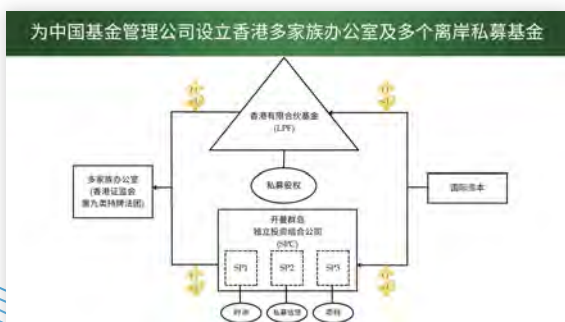 为中国基金管理公司设立香港多家族办公室及多个离岸私募基金
香港有限合伙基金
(LPF)
多家族办公室
(香港证监会
第九类持牌法团)
私募股权
国际资本
开曼群岛
独立投资组合公司
(SPC)
SP1
SP2
SP3
私募信贷